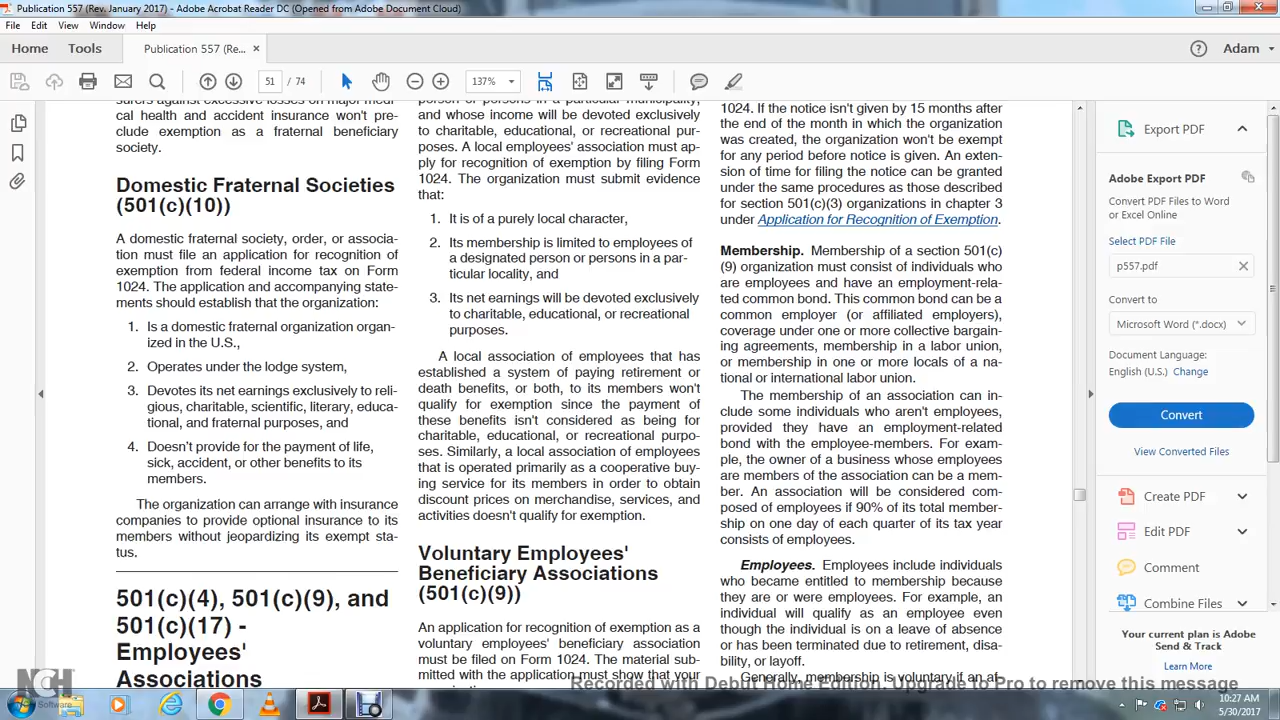 Publication 557 (Rev. January 2017) - Adobe Acrobat Reader DC (Opened from Adobe Document Cloud)
File Edit View Window Help
Home Tools Publication 557 (Re... × Adam
51 / 74 137%
surers against excessive losses on major medi-
cal health and accident insurance won't pre-
clude exemption as a fraternal beneficiary
society.
Domestic Fraternal Societies
(501(c)(10))
A domestic fraternal society, order, or associa-
tion must file an application for recognition of
exemption from federal income tax on Form
1024. The application and accompanying state-
ments should establish that the organization:
1. Is a domestic fraternal organization organ-
ized in the U.S.,
2. Operates under the lodge system,
3. Devotes its net earnings exclusively to reli-
gious, charitable, scientific, literary, educa-
tional, and fraternal purposes, and
4. Doesn't provide for the payment of life,
sick, accident, or other benefits to its
members.
The organization can arrange with insurance
companies to provide optional insurance to its
members without jeopardizing its exempt sta-
tus.
501(c)(4), 501(c)(9), and
501(c)(17) -
Employees'
Associations
person or persons in a particular municipality,
and whose income will be devoted exclusively
to charitable, educational, or recreational pur-
poses. A local employees' association must ap-
ply for recognition of exemption by filing Form
1024. The organization must submit evidence
that:
1. It is of a purely local character,
2. Its membership is limited to employees of
a designated person or persons in a par-
ticular locality, and
3. Its net earnings will be devoted exclusively
to charitable, educational, or recreational
purposes.
A local association of employees that has
established a system of paying retirement or
death benefits, or both, to its members won't
qualify for exemption since the payment of
these benefits isn't considered as being for
charitable, educational, or recreational purpo-
ses. Similarly, a local association of employees
that is operated primarily as a cooperative buy-
ing service for its members in order to obtain
discount prices on merchandise, services, and
activities doesn't qualify for exemption.
Voluntary Employees'
Beneficiary Associations
(501(c)(9))
An application for recognition of exemption as a
voluntary employees' beneficiary association
must be filed on Form 1024. The material sub-
mitted with the application must show that your
1024. If the notice isn't given by 15 months after
the end of the month in which the organization
was created, the organization won't be exempt
for any period before notice is given. An exten-
sion of time for filing the notice can be granted
under the same procedures as those described
for section 501(c)(3) organizations in chapter 3
under Application for Recognition of Exemption.
Membership. Membership of a section 501(c)
(9) organization must consist of individuals who
are employees and have an employment-rela-
ted common bond. This common bond can be a
common employer (or affiliated employers),
coverage under one or more collective bargain-
ing agreements, membership in a labor union,
or membership in one or more locals of a na-
tional or international labor union.
The membership of an association can in-
clude some individuals who aren't employees,
provided they have an employment-related
bond with the employee-members. For exam-
ple, the owner of a business whose employees
are members of the association can be a mem-
ber. An association will be considered com-
posed of employees if 90% of its total member-
ship on one day of each quarter of its tax year
consists of employees.
Employees. Employees include individuals
who became entitled to membership because
they are or were employees. For example, an
individual will qualify as an employee even
though the individual is on a leave of absence
or has been terminated due to retirement, disa-
bility, or layoff.
Generally, membership is voluntary if an af-
Export PDF
Adobe Export PDF
Convert PDF Files to Word
or Excel Online
Select PDF File
p557.pdf
Convert to
Microsoft Word (*.docx)
Document Language:
English (U.S.) Change
Convert
View Converted Files
Create PDF
Edit PDF
Comment
Combine Files
Your current plan is Adobe
Send & Track
Learn More
NCH
Software
Recorded with Debut Home Edition. Upgrade to Pro to remove this message
10:27 AM
5/30/2017